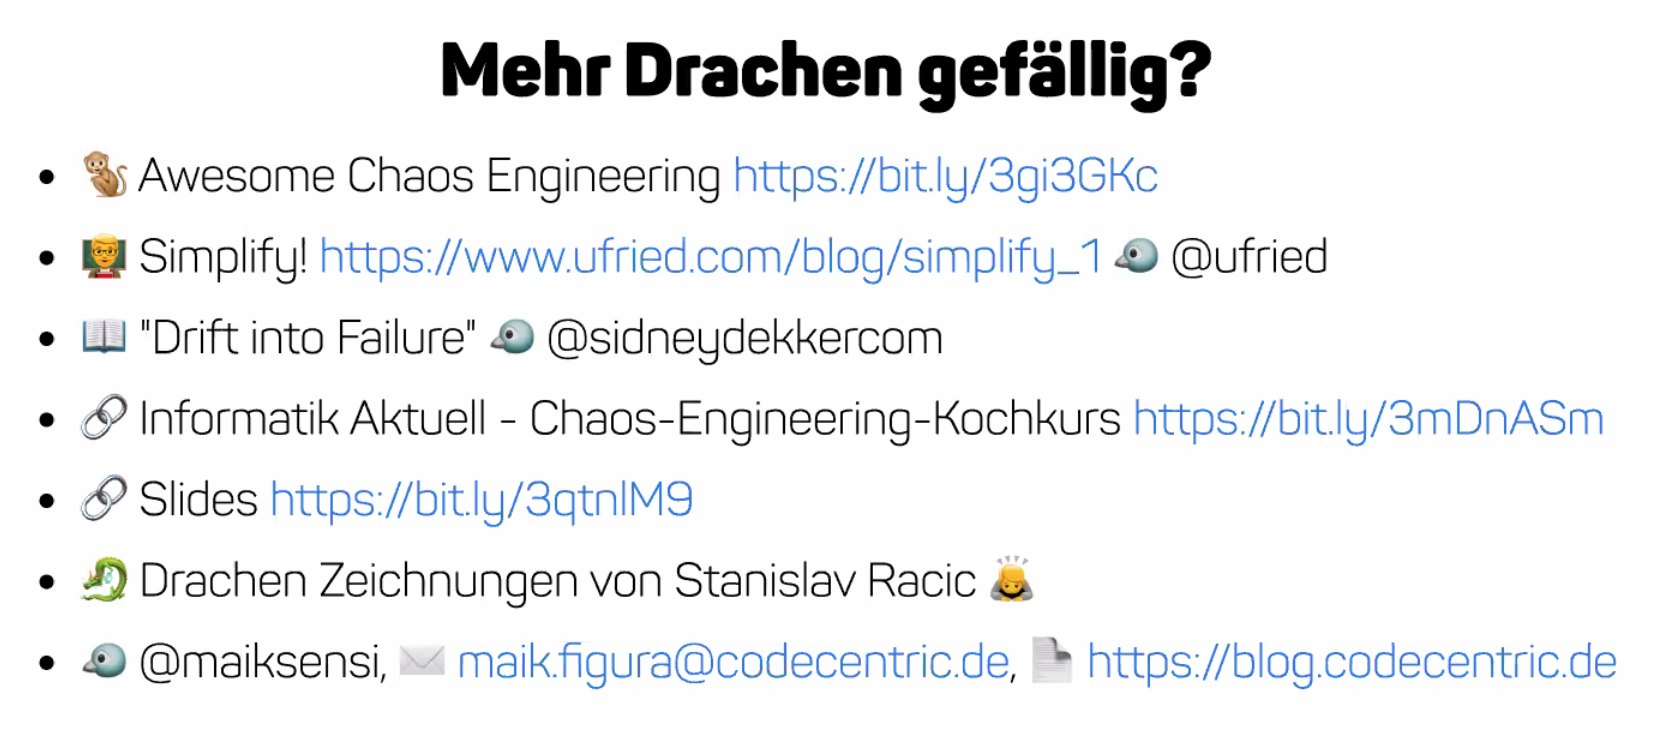 Mehr Drachen gefällig?
• 🐒 Awesome Chaos Engineering https://bit.ly/3gi3GKc
• 👨‍🏫 Simplify! https://www.ufried.com/blog/simplify_1 🐦 @ufried
• 📖 "Drift into Failure" 🐦 @sidneydekkercom
• 🔗 Informatik Aktuell - Chaos-Engineering-Kochkurs https://bit.ly/3mDnASm
• 🔗 Slides https://bit.ly/3qtnlM9
• 🐉 Drachen Zeichnungen von Stanislav Racic 🙇‍♂️
• 🐦 @maiksensi, ✉️ maik.figura@codecentric.de, 📄 https://blog.codecentric.de